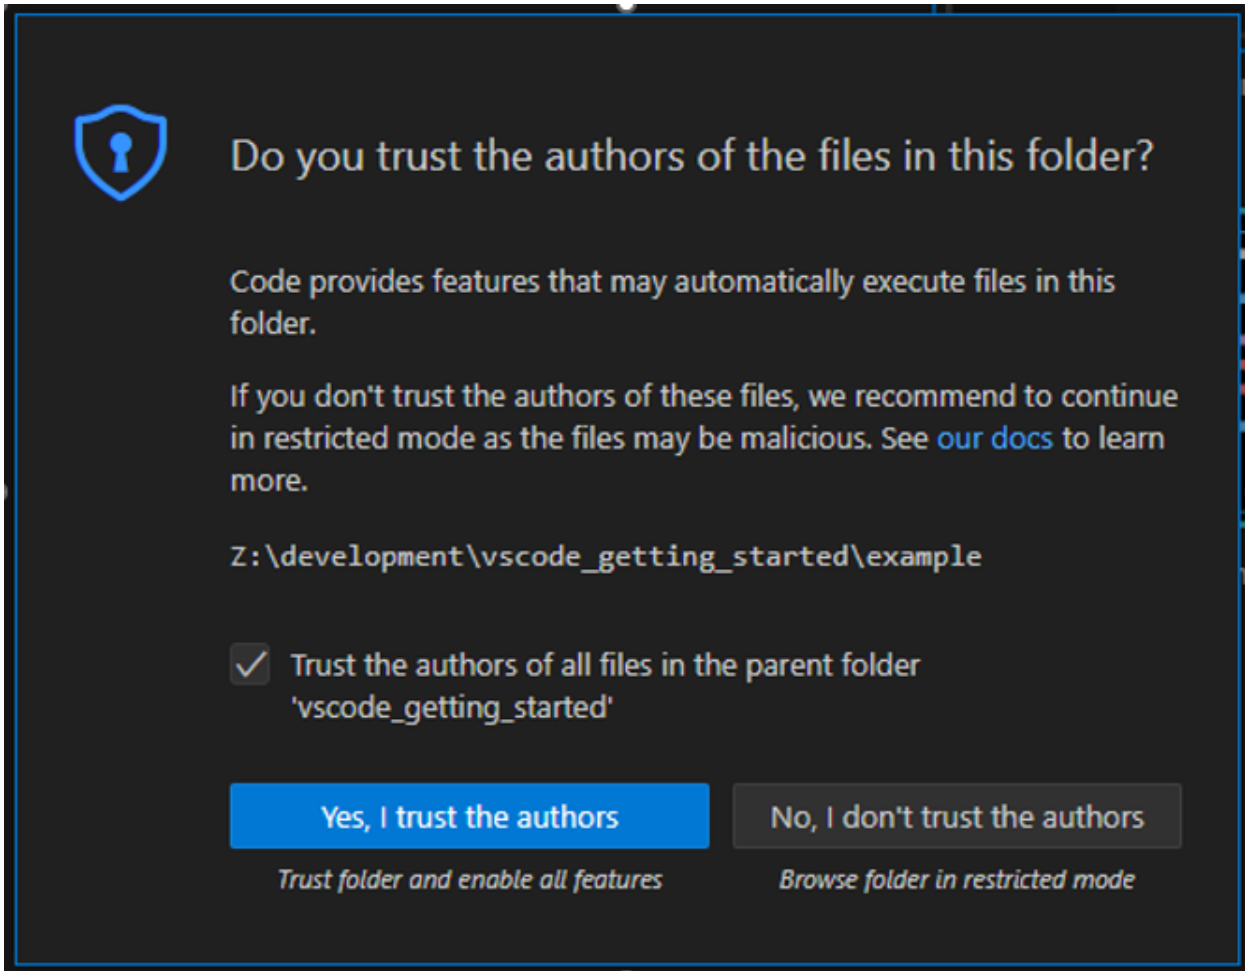 Do you trust the authors of the files in this folder?
Code provides features that may automatically execute files in this
folder.
If you don't trust the authors of these files, we recommend to continue
in restricted mode as the files may be malicious. See our docs to learn
more.
Z:\development\vscode_getting_started\example
Trust the authors of all files in the parent folder
'vscode_getting_started'
Yes, I trust the authors
No, I don't trust the authors
Trust folder and enable all features
Browse folder in restricted mode